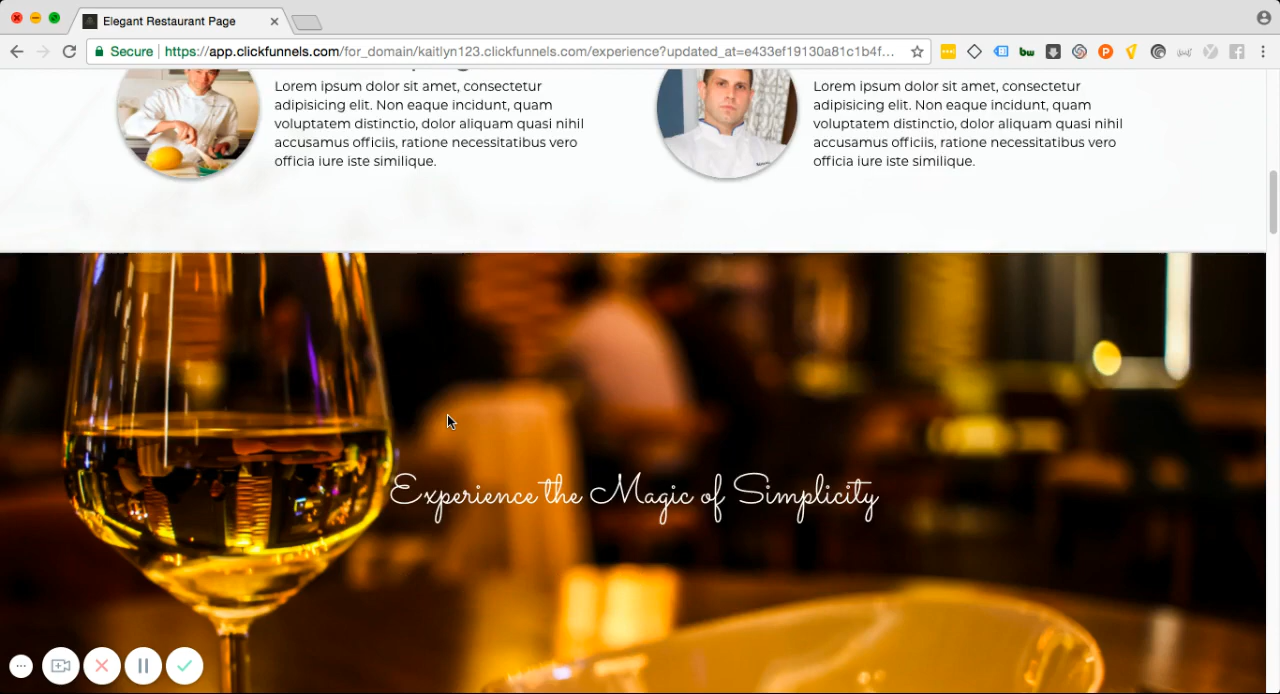 Elegant Restaurant Page
Secure
https://app.clickfunnels.com/for_domain/kaitlyn123.clickfunnels.com/experience?updated_at=e433ef19130a81c1b4f...
bw
Lorem ipsum dolor sit amet, consectetur
adipisicing elit. Non eaque incidunt, quam
voluptatem distinctio, dolor aliquam quasi nihil
accusamus officiis, ratione necessitatibus vero
officia iure iste similique.
Lorem ipsum dolor sit amet, consectetur
adipisicing elit. Non eaque incidunt, quam
voluptatem distinctio, dolor aliquam quasi nihil
accusamus officiis, ratione necessitatibus vero
officia iure iste similique.
Experience the Magic of Simplicity